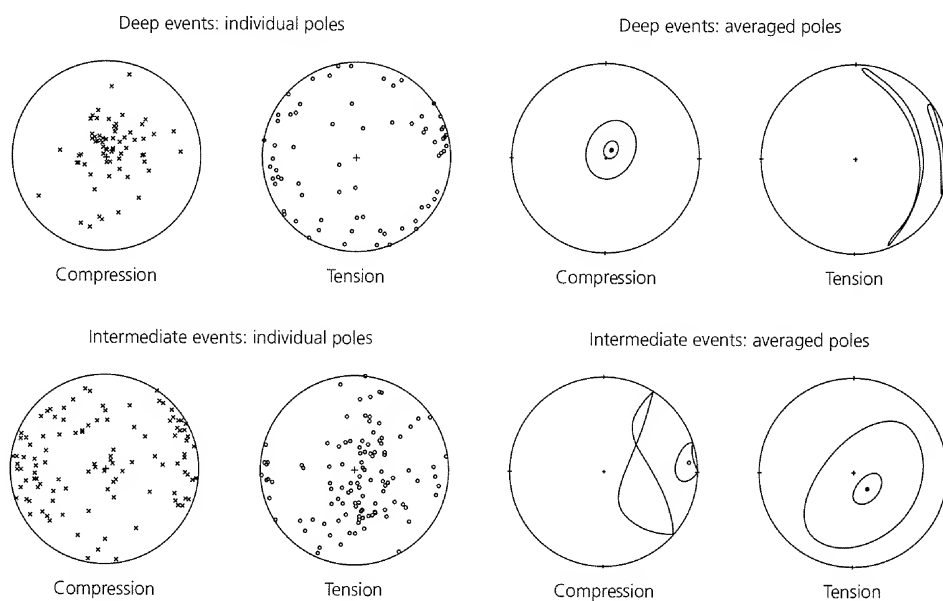 Deep events: individual poles
Deep events: averaged poles
Compression
Tension
Compression
Tension
Intermediate events: individual poles
Intermediate events: averaged poles
Compression
Tension
Compression
Tension